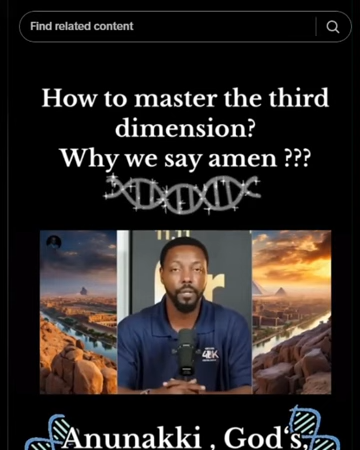 Find related content
How to master the third
dimension?
Why we say amen ???
Anunakki , God's,